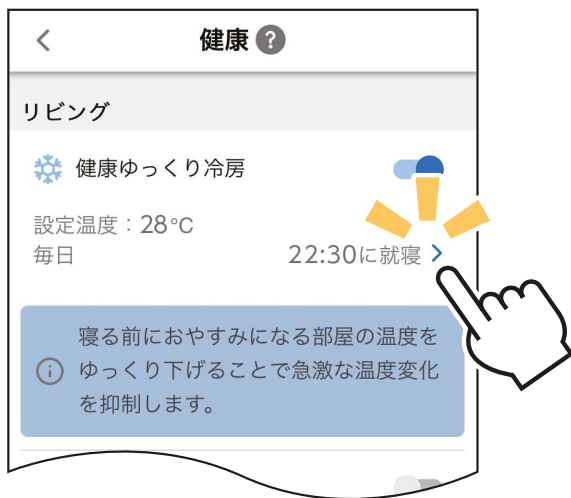 健康 ?
リビング
健康ゆっくり冷房
設定温度：28℃
毎日 22:30に就寝
寝る前におやすみになる部屋の温度を
ゆっくり下げることで急激な温度変化
を抑制します。